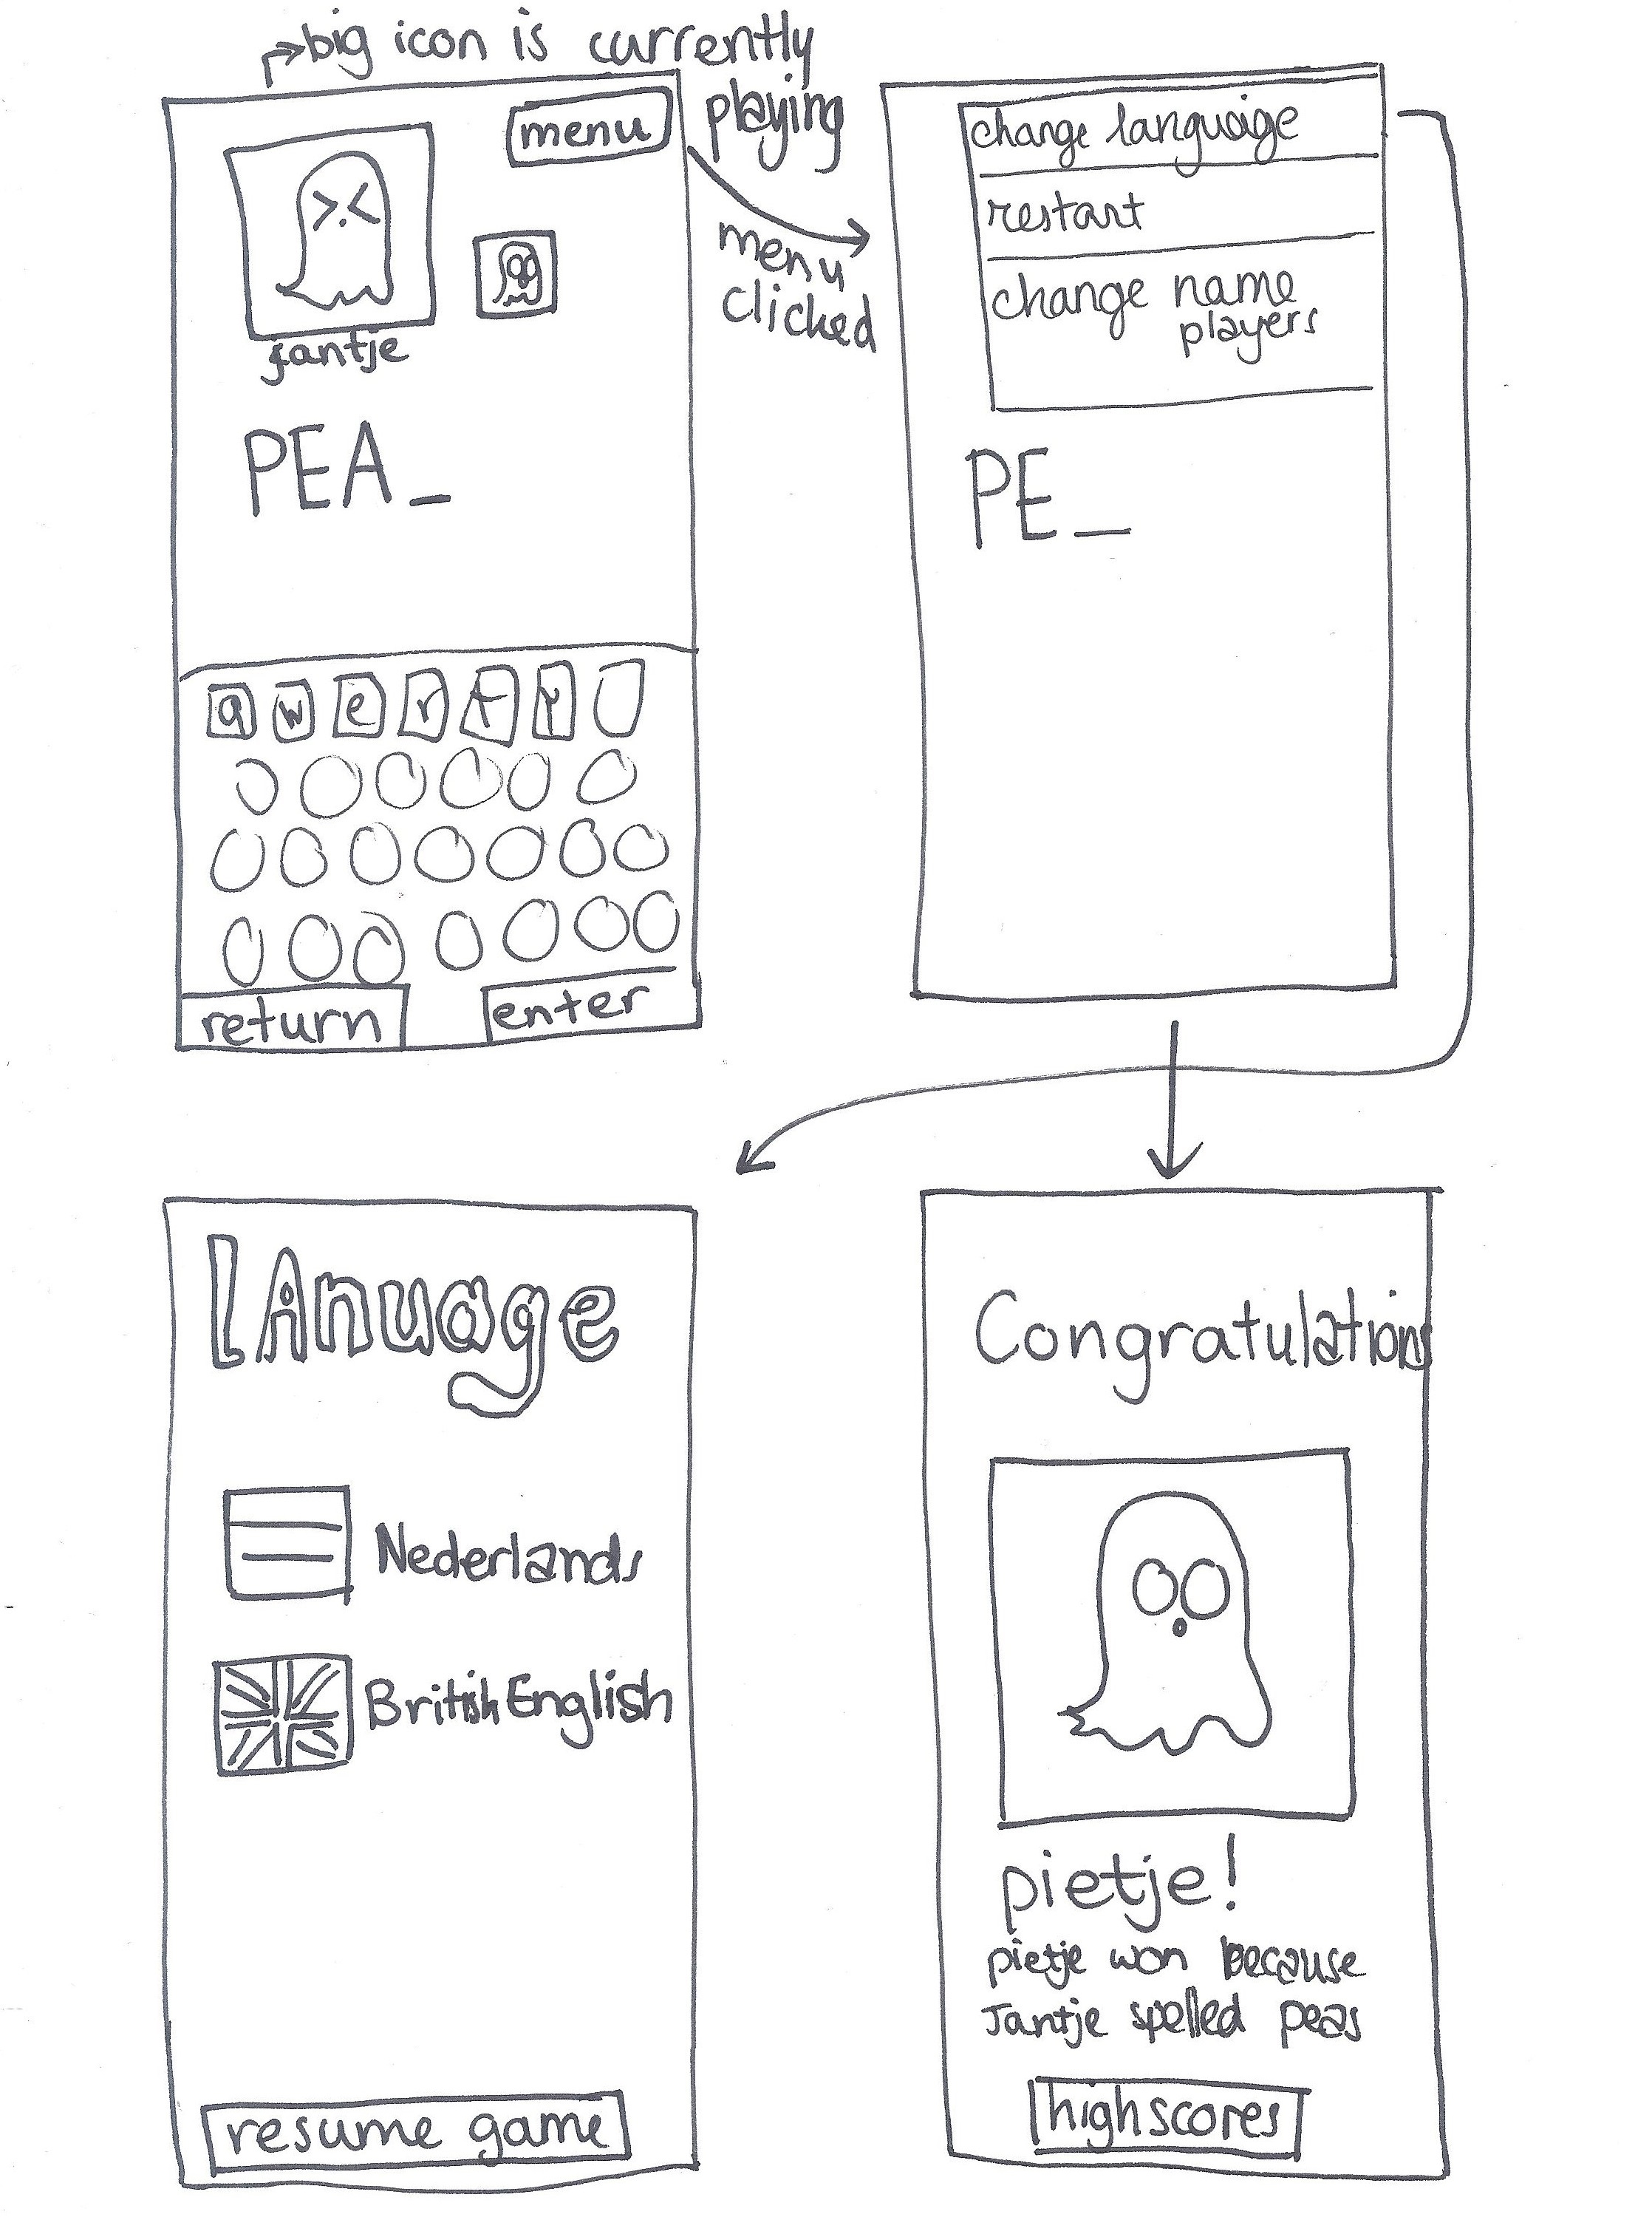 big icon is currently
playing
menu
jantje
PEA_
q w e r t y
return
enter
menu
clicked
change language
restart
change name
players
PE_
lAnuage
Nederlands
British English
resume game
Congratulations
pietje!
pietje won because
Jantje spelled peas
highscores